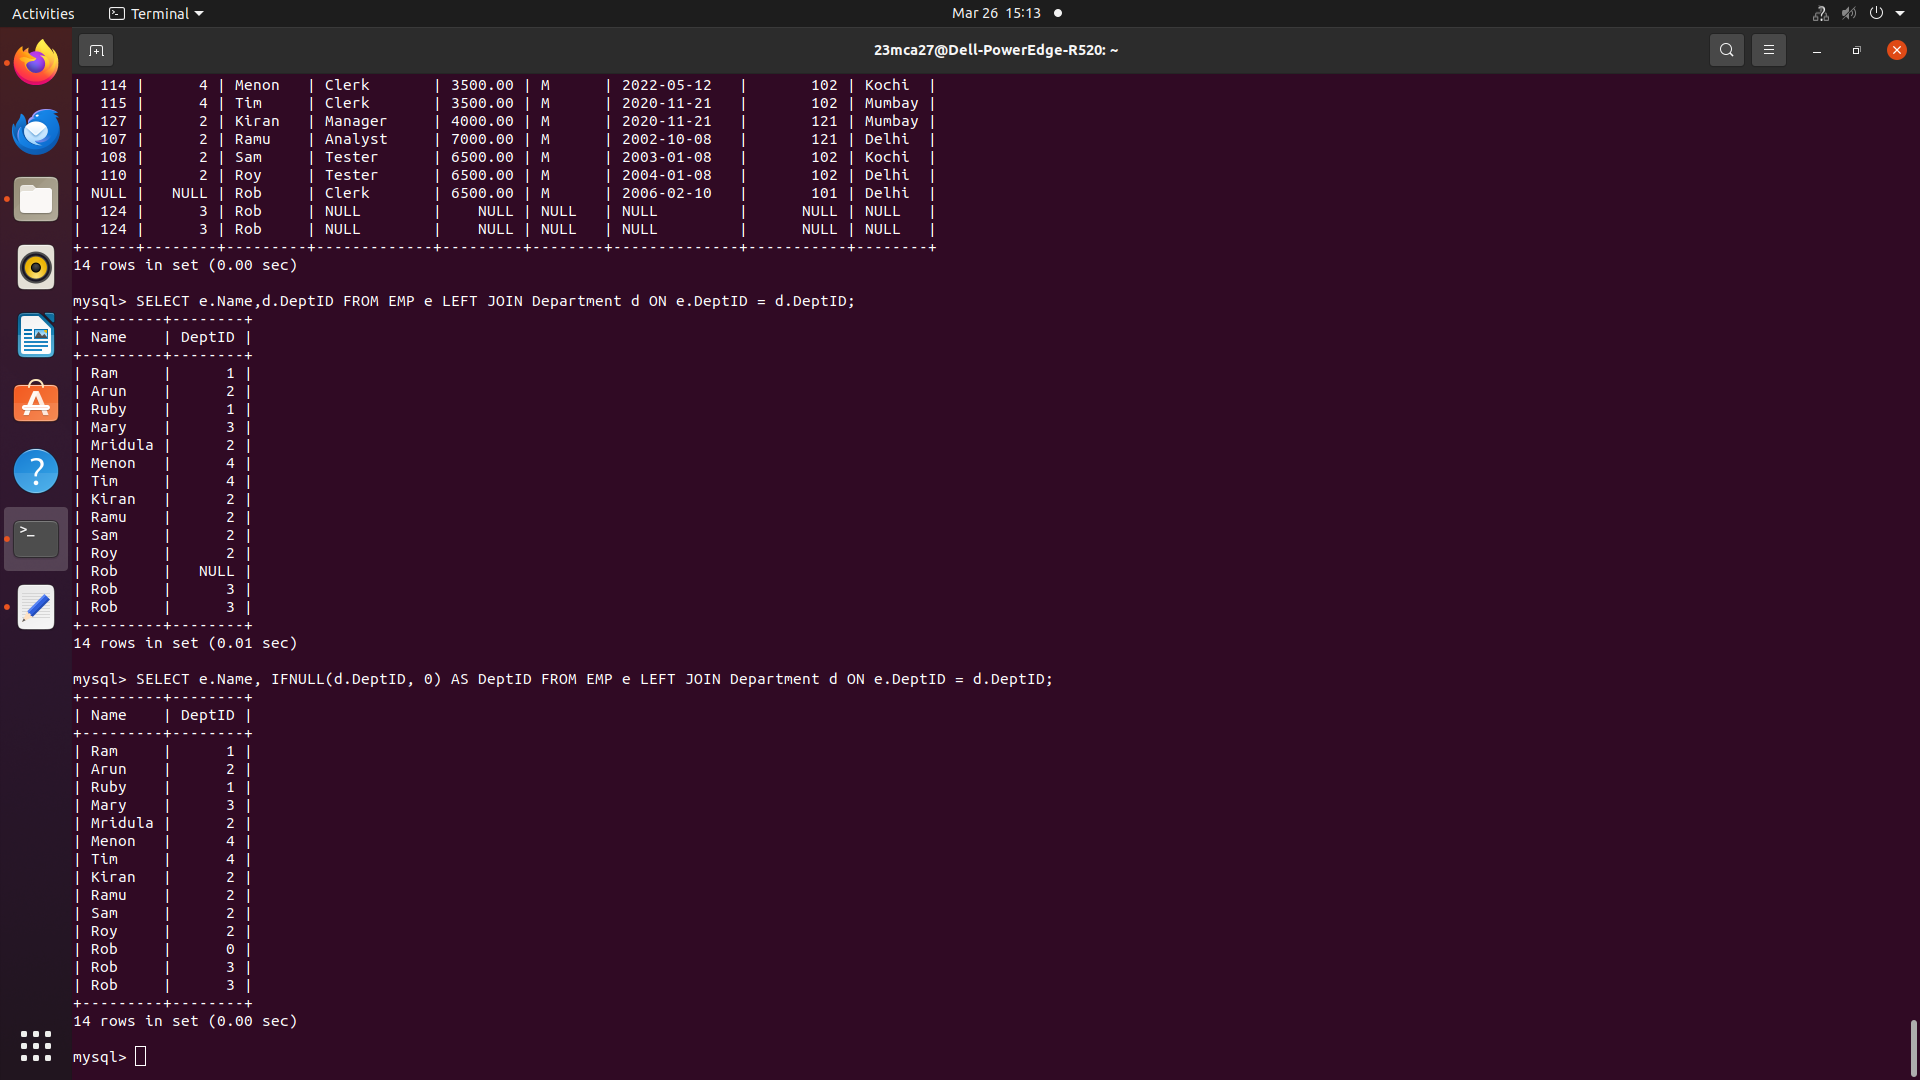 Activities Terminal Mar 26 15:13
23mca27@Dell-PowerEdge-R520: ~
|  114 |      4 | Menon   | Clerk       | 3500.00 | M      | 2022-05-12   |       102 | Kochi  |
|  115 |      4 | Tim     | Clerk       | 3500.00 | M      | 2020-11-21   |       102 | Mumbay |
|  127 |      2 | Kiran   | Manager     | 4000.00 | M      | 2020-11-21   |       121 | Mumbay |
|  107 |      2 | Ramu    | Analyst     | 7000.00 | M      | 2002-10-08   |       121 | Delhi  |
|  108 |      2 | Sam     | Tester      | 6500.00 | M      | 2003-01-08   |       102 | Kochi  |
|  110 |      2 | Roy     | Tester      | 6500.00 | M      | 2004-01-08   |       102 | Delhi  |
| NULL |   NULL | Rob     | Clerk       | 6500.00 | M      | 2006-02-10   |       101 | Delhi  |
|  124 |      3 | Rob     | NULL        |    NULL | NULL   | NULL         |      NULL | NULL   |
|  124 |      3 | Rob     | NULL        |    NULL | NULL   | NULL         |      NULL | NULL   |
+------+--------+---------+-------------+---------+--------+--------------+-----------+--------+
14 rows in set (0.00 sec)
mysql> SELECT e.Name,d.DeptID FROM EMP e LEFT JOIN Department d ON e.DeptID = d.DeptID;
+---------+--------+
| Name    | DeptID |
+---------+--------+
| Ram     |      1 |
| Arun    |      2 |
| Ruby    |      1 |
| Mary    |      3 |
| Mridula |      2 |
| Menon   |      4 |
| Tim     |      4 |
| Kiran   |      2 |
| Ramu    |      2 |
| Sam     |      2 |
| Roy     |      2 |
| Rob     |   NULL |
| Rob     |      3 |
| Rob     |      3 |
+---------+--------+
14 rows in set (0.01 sec)
mysql> SELECT e.Name, IFNULL(d.DeptID, 0) AS DeptID FROM EMP e LEFT JOIN Department d ON e.DeptID = d.DeptID;
+---------+--------+
| Name    | DeptID |
+---------+--------+
| Ram     |      1 |
| Arun    |      2 |
| Ruby    |      1 |
| Mary    |      3 |
| Mridula |      2 |
| Menon   |      4 |
| Tim     |      4 |
| Kiran   |      2 |
| Ramu    |      2 |
| Sam     |      2 |
| Roy     |      2 |
| Rob     |      0 |
| Rob     |      3 |
| Rob     |      3 |
+---------+--------+
14 rows in set (0.00 sec)
mysql>